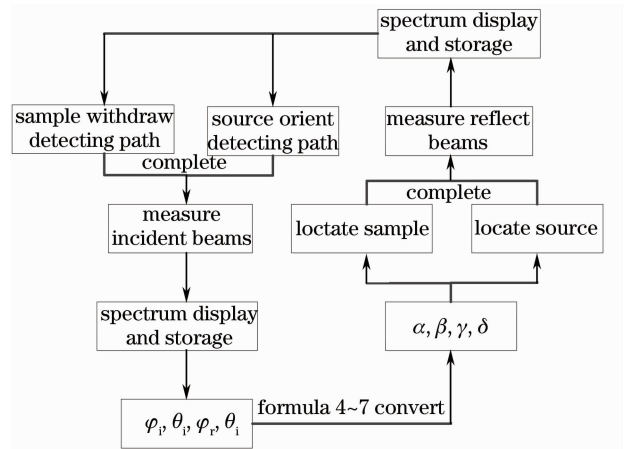 spectrum display
and storage
sample withdraw
detecting path
source orient
detecting path
measure reflect
beams
complete
complete
measure
incident beams
loctate sample
locate source
spectrum display
and storage
α, β, γ, δ
φᵢ, θᵢ, φᵣ, θᵢ
formula 4~7 convert